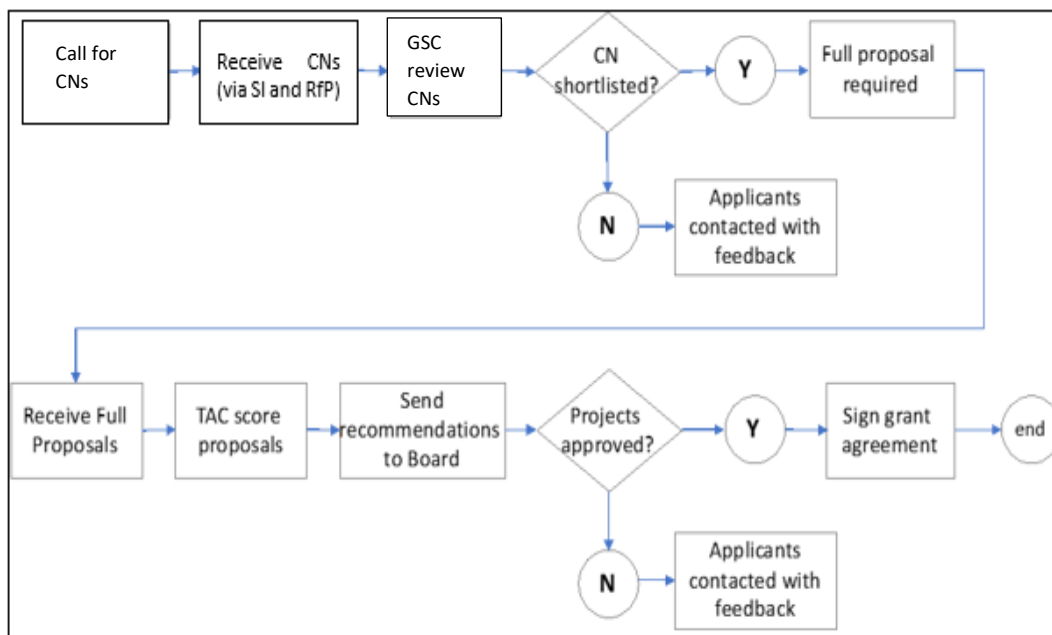 Call for
CNs
Receive CNs
(via SI and RfP)
GSC
review
CNs
CN
shortlisted?
Y
Full proposal
required
N
Applicants
contacted with
feedback
Receive Full
Proposals
TAC score
proposals
Send
recommendations
to Board
Projects
approved?
Y
Sign grant
agreement
end
N
Applicants
contacted with
feedback